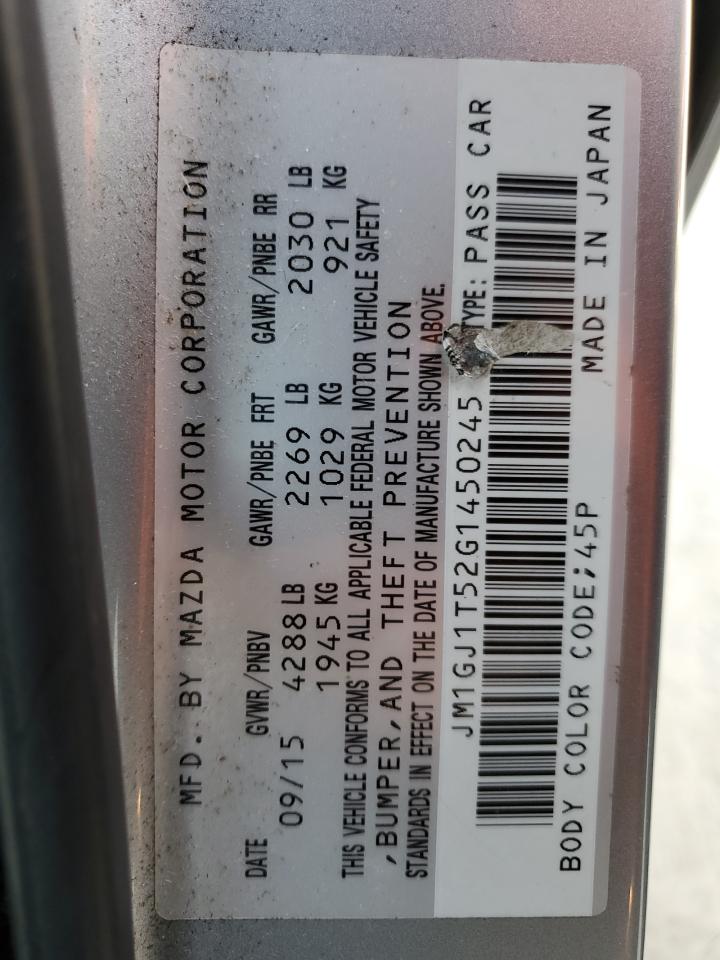 MFD. BY MAZDA MOTOR CORPORATION
DATE GVWR/PNBV GAWR/PNBE FRT GAWR/PNBE RR
09/15 4288 LB 2269 LB 2030 LB
1945 KG 1029 KG 921 KG
THIS VEHICLE CONFORMS TO ALL APPLICABLE FEDERAL MOTOR VEHICLE SAFETY
,BUMPER,AND THEFT PREVENTION
STANDARDS IN EFFECT ON THE DATE OF MANUFACTURE SHOWN ABOVE.
JM1GJ1T52G1450245 TYPE: PASS CAR
BODY COLOR CODE;45P MADE IN JAPAN